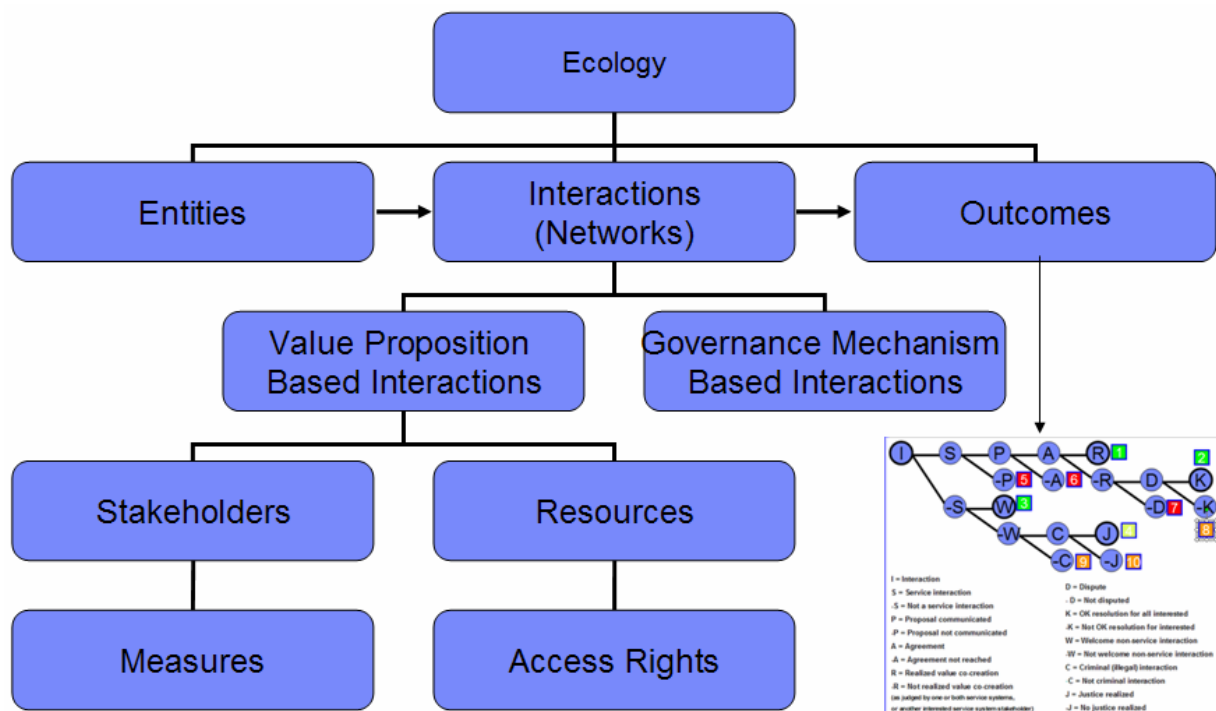 Ecology
Entities
Interactions
(Networks)
Outcomes
Value Proposition
Based Interactions
Governance Mechanism
Based Interactions
Stakeholders
Resources
Measures
Access Rights
I S P A R 1 2
-P 5 -A 6 -R D K
-S W 3 -D 7 -K
-W C J 4 8
-C 9 -J 10
I = Interaction
S = Service interaction
-S = Not a service interaction
P = Proposal communicated
-P = Proposal not communicated
A = Agreement
-A = Agreement not reached
R = Realized value co-creation
-R = Not realized value co-creation
(as judged by one or both service systems,
or another interested service system stakeholder)
D = Dispute
- D = Not disputed
K = OK resolution for all interested
-K = Not OK resolution for interested
W = Welcome non-service interaction
-W = Not welcome non-service interaction
C = Criminal (illegal) interaction
-C = Not criminal interaction
J = Justice realized
-J = No justice realized